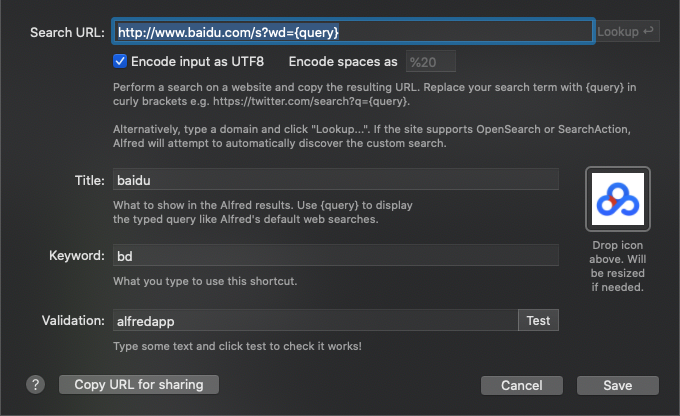 Search URL: http://www.baidu.com/s?wd={query} Lookup ↩
Encode input as UTF8 Encode spaces as %20
Perform a search on a website and copy the resulting URL. Replace your search term with {query} in
curly brackets e.g. https://twitter.com/search?q={query}.
Alternatively, type a domain and click "Lookup...". If the site supports OpenSearch or SearchAction,
Alfred will attempt to automatically discover the custom search.
Title: baidu
What to show in the Alfred results. Use {query} to display
the typed query like Alfred's default web searches.
Drop icon
above. Will
be resized
if needed.
Keyword: bd
What you type to use this shortcut.
Validation: alfredapp Test
Type some text and click test to check it works!
? Copy URL for sharing Cancel Save